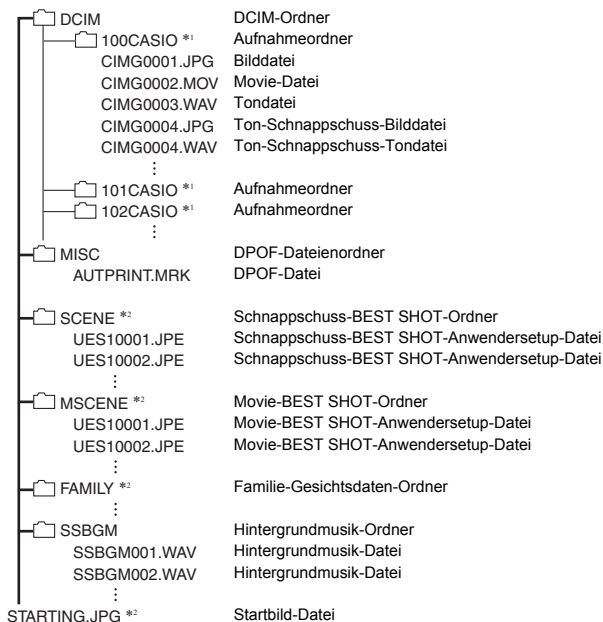 DCIM DCIM-Ordner
100CASIO *1 Aufnahmeordner
CIMG0001.JPG Bilddatei
CIMG0002.MOV Movie-Datei
CIMG0003.WAV Tondatei
CIMG0004.JPG Ton-Schnappschuss-Bilddatei
CIMG0004.WAV Ton-Schnappschuss-Tondatei
101CASIO *1 Aufnahmeordner
102CASIO *1 Aufnahmeordner
MISC DPOF-Dateienordner
AUTPRINT.MRK DPOF-Datei
SCENE *2 Schnappschuss-BEST SHOT-Ordner
UES10001.JPE Schnappschuss-BEST SHOT-Anwendersetup-Datei
UES10002.JPE Schnappschuss-BEST SHOT-Anwendersetup-Datei
MSCENE *2 Movie-BEST SHOT-Ordner
UES10001.JPE Movie-BEST SHOT-Anwendersetup-Datei
UES10002.JPE Movie-BEST SHOT-Anwendersetup-Datei
FAMILY *2 Familie-Gesichtsdaten-Ordner
SSBGM Hintergrundmusik-Ordner
SSBGM001.WAV Hintergrundmusik-Datei
SSBGM002.WAV Hintergrundmusik-Datei
STARTING.JPG *2 Startbild-Datei